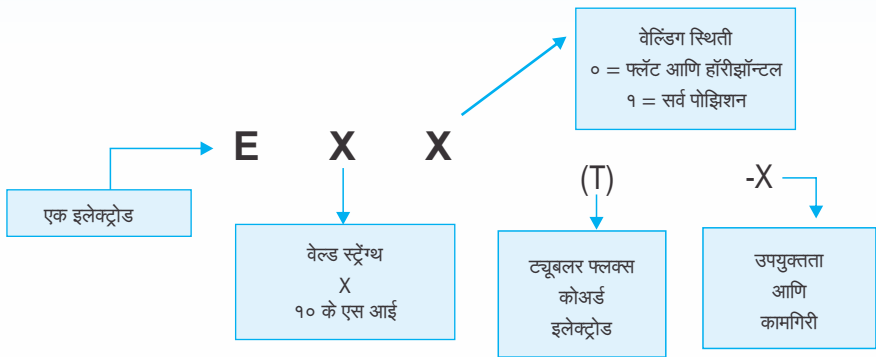 वेल्डिंग स्थिती
० = फ्लॅट आणि हॉरीझॉन्टल
१ = सर्व पोझिशन
E X X
(T) -X
एक इलेक्ट्रोड
वेल्ड स्ट्रेंग्थ
X
१० के एस आई
ट्यूबलर फ्लक्स
कोअर्ड
इलेक्ट्रोड
उपयुक्तता
आणि
कामगिरी